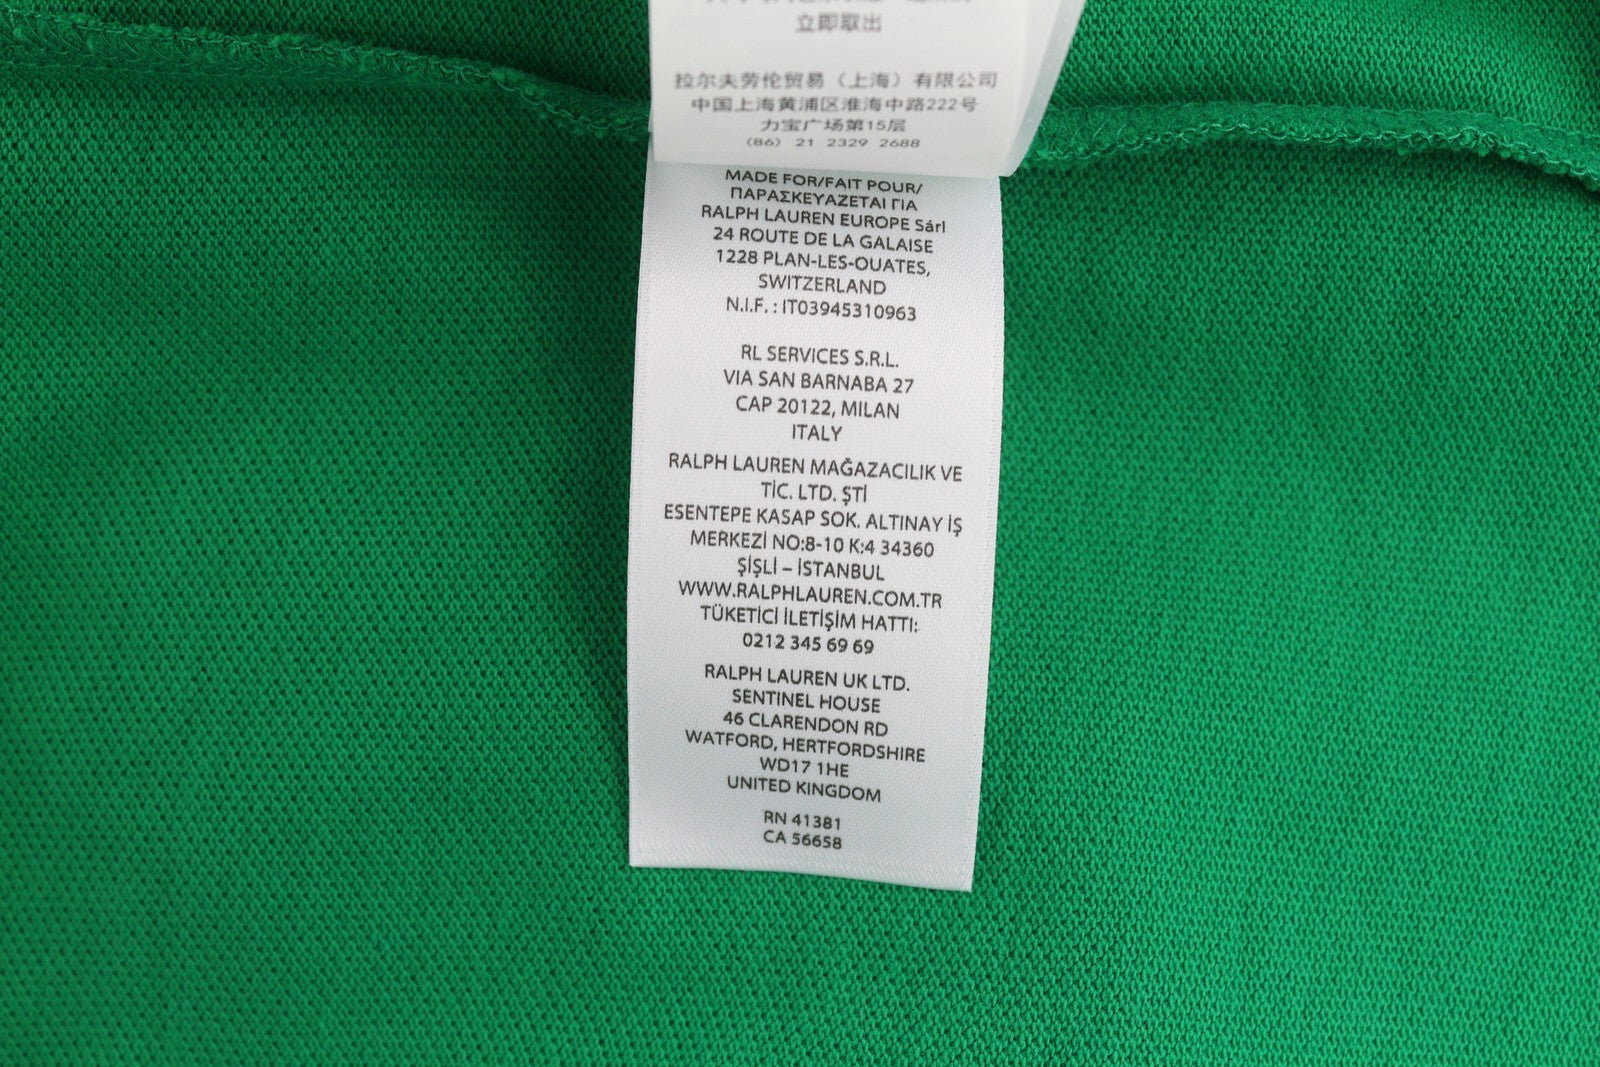 立即取出
拉尔夫劳伦贸易（上海）有限公司
中国上海黄浦区淮海中路222号
力宝广场第15层
(86) 21 2329 2688
MADE FOR/FAIT POUR/
ΠΑΡΑΣΚΕΥΑΖΕΤΑΙ ΓΙΑ
RALPH LAUREN EUROPE Sárl
24 ROUTE DE LA GALAISE
1228 PLAN-LES-OUATES,
SWITZERLAND
N.I.F. : IT03945310963
RL SERVICES S.R.L.
VIA SAN BARNABA 27
CAP 20122, MILAN
ITALY
RALPH LAUREN MAĞAZACILIK VE
TİC. LTD. ŞTİ
ESENTEPE KASAP SOK. ALTINAY İŞ
MERKEZİ NO:8-10 K:4 34360
ŞİŞLİ – İSTANBUL
WWW.RALPHLAUREN.COM.TR
TÜKETİCİ İLETİŞİM HATTI:
0212 345 69 69
RALPH LAUREN UK LTD.
SENTINEL HOUSE
46 CLARENDON RD
WATFORD, HERTFORDSHIRE
WD17 1HE
UNITED KINGDOM
RN 41381
CA 56658